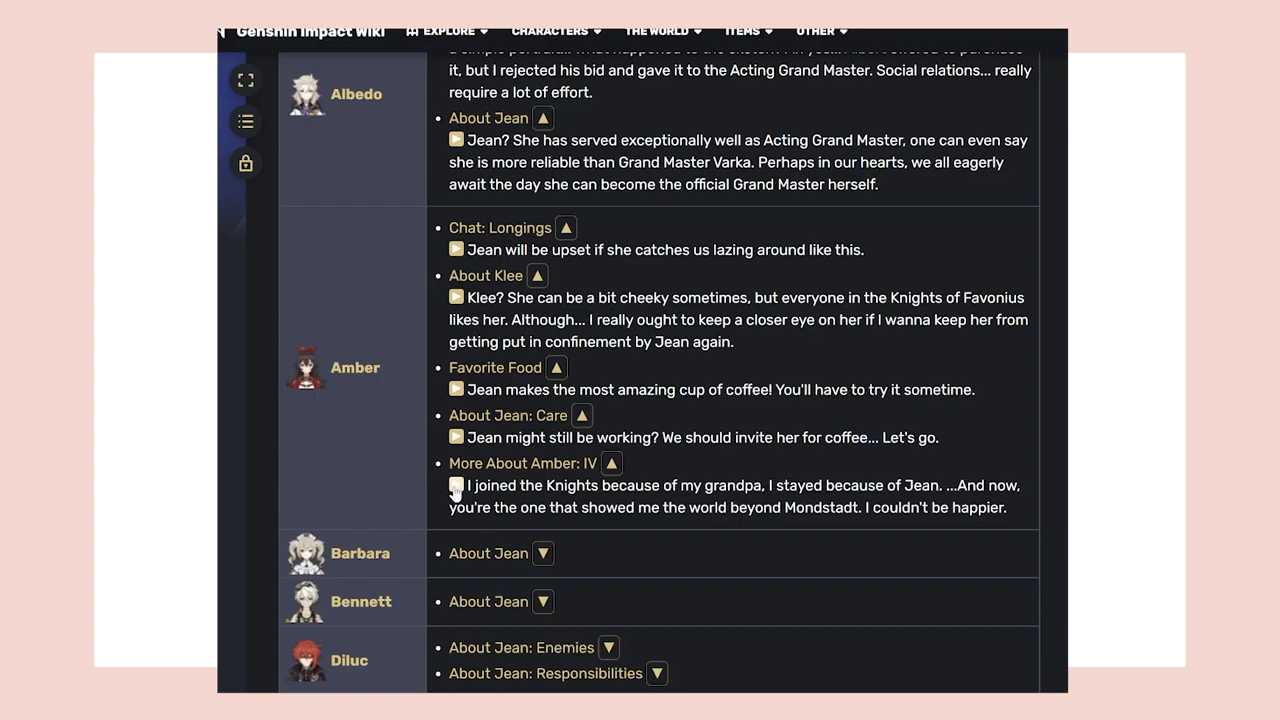 Genshin Impact Wiki
EXPLORE
CHARACTERS
THE WORLD
ITEMS
OTHER
Albedo
it, but I rejected his bid and gave it to the Acting Grand Master. Social relations... really
require a lot of effort.
• About Jean ▲
Jean? She has served exceptionally well as Acting Grand Master, one can even say
she is more reliable than Grand Master Varka. Perhaps in our hearts, we all eagerly
await the day she can become the official Grand Master herself.
Amber
• Chat: Longings ▲
Jean will be upset if she catches us lazing around like this.
• About Klee ▲
Klee? She can be a bit cheeky sometimes, but everyone in the Knights of Favonius
likes her. Although... I really ought to keep a closer eye on her if I wanna keep her from
getting put in confinement by Jean again.
• Favorite Food ▲
Jean makes the most amazing cup of coffee! You'll have to try it sometime.
• About Jean: Care ▲
Jean might still be working? We should invite her for coffee... Let's go.
• More About Amber: IV ▲
I joined the Knights because of my grandpa, I stayed because of Jean. ...And now,
you're the one that showed me the world beyond Mondstadt. I couldn't be happier.
Barbara
• About Jean ▼
Bennett
• About Jean ▼
Diluc
• About Jean: Enemies ▼
• About Jean: Responsibilities ▼